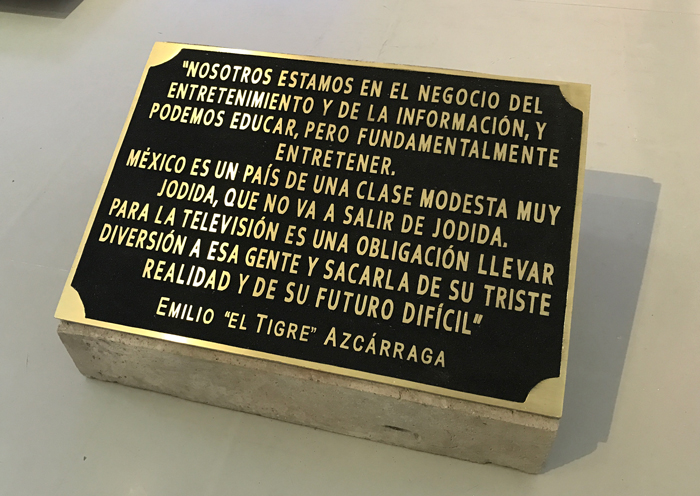 "NOSOTROS ESTAMOS EN EL NEGOCIO DEL
ENTRETENIMIENTO Y DE LA INFORMACIÓN, Y
PODEMOS EDUCAR, PERO FUNDAMENTALMENTE
ENTRETENER.
MÉXICO ES UN PAÍS DE UNA CLASE MODESTA MUY
JODIDA, QUE NO VA A SALIR DE JODIDA.
PARA LA TELEVISIÓN ES UNA OBLIGACIÓN LLEVAR
DIVERSIÓN A ESA GENTE Y SACARLA DE SU TRISTE
REALIDAD Y DE SU FUTURO DIFÍCIL"
EMILIO "EL TIGRE" AZCÁRRAGA